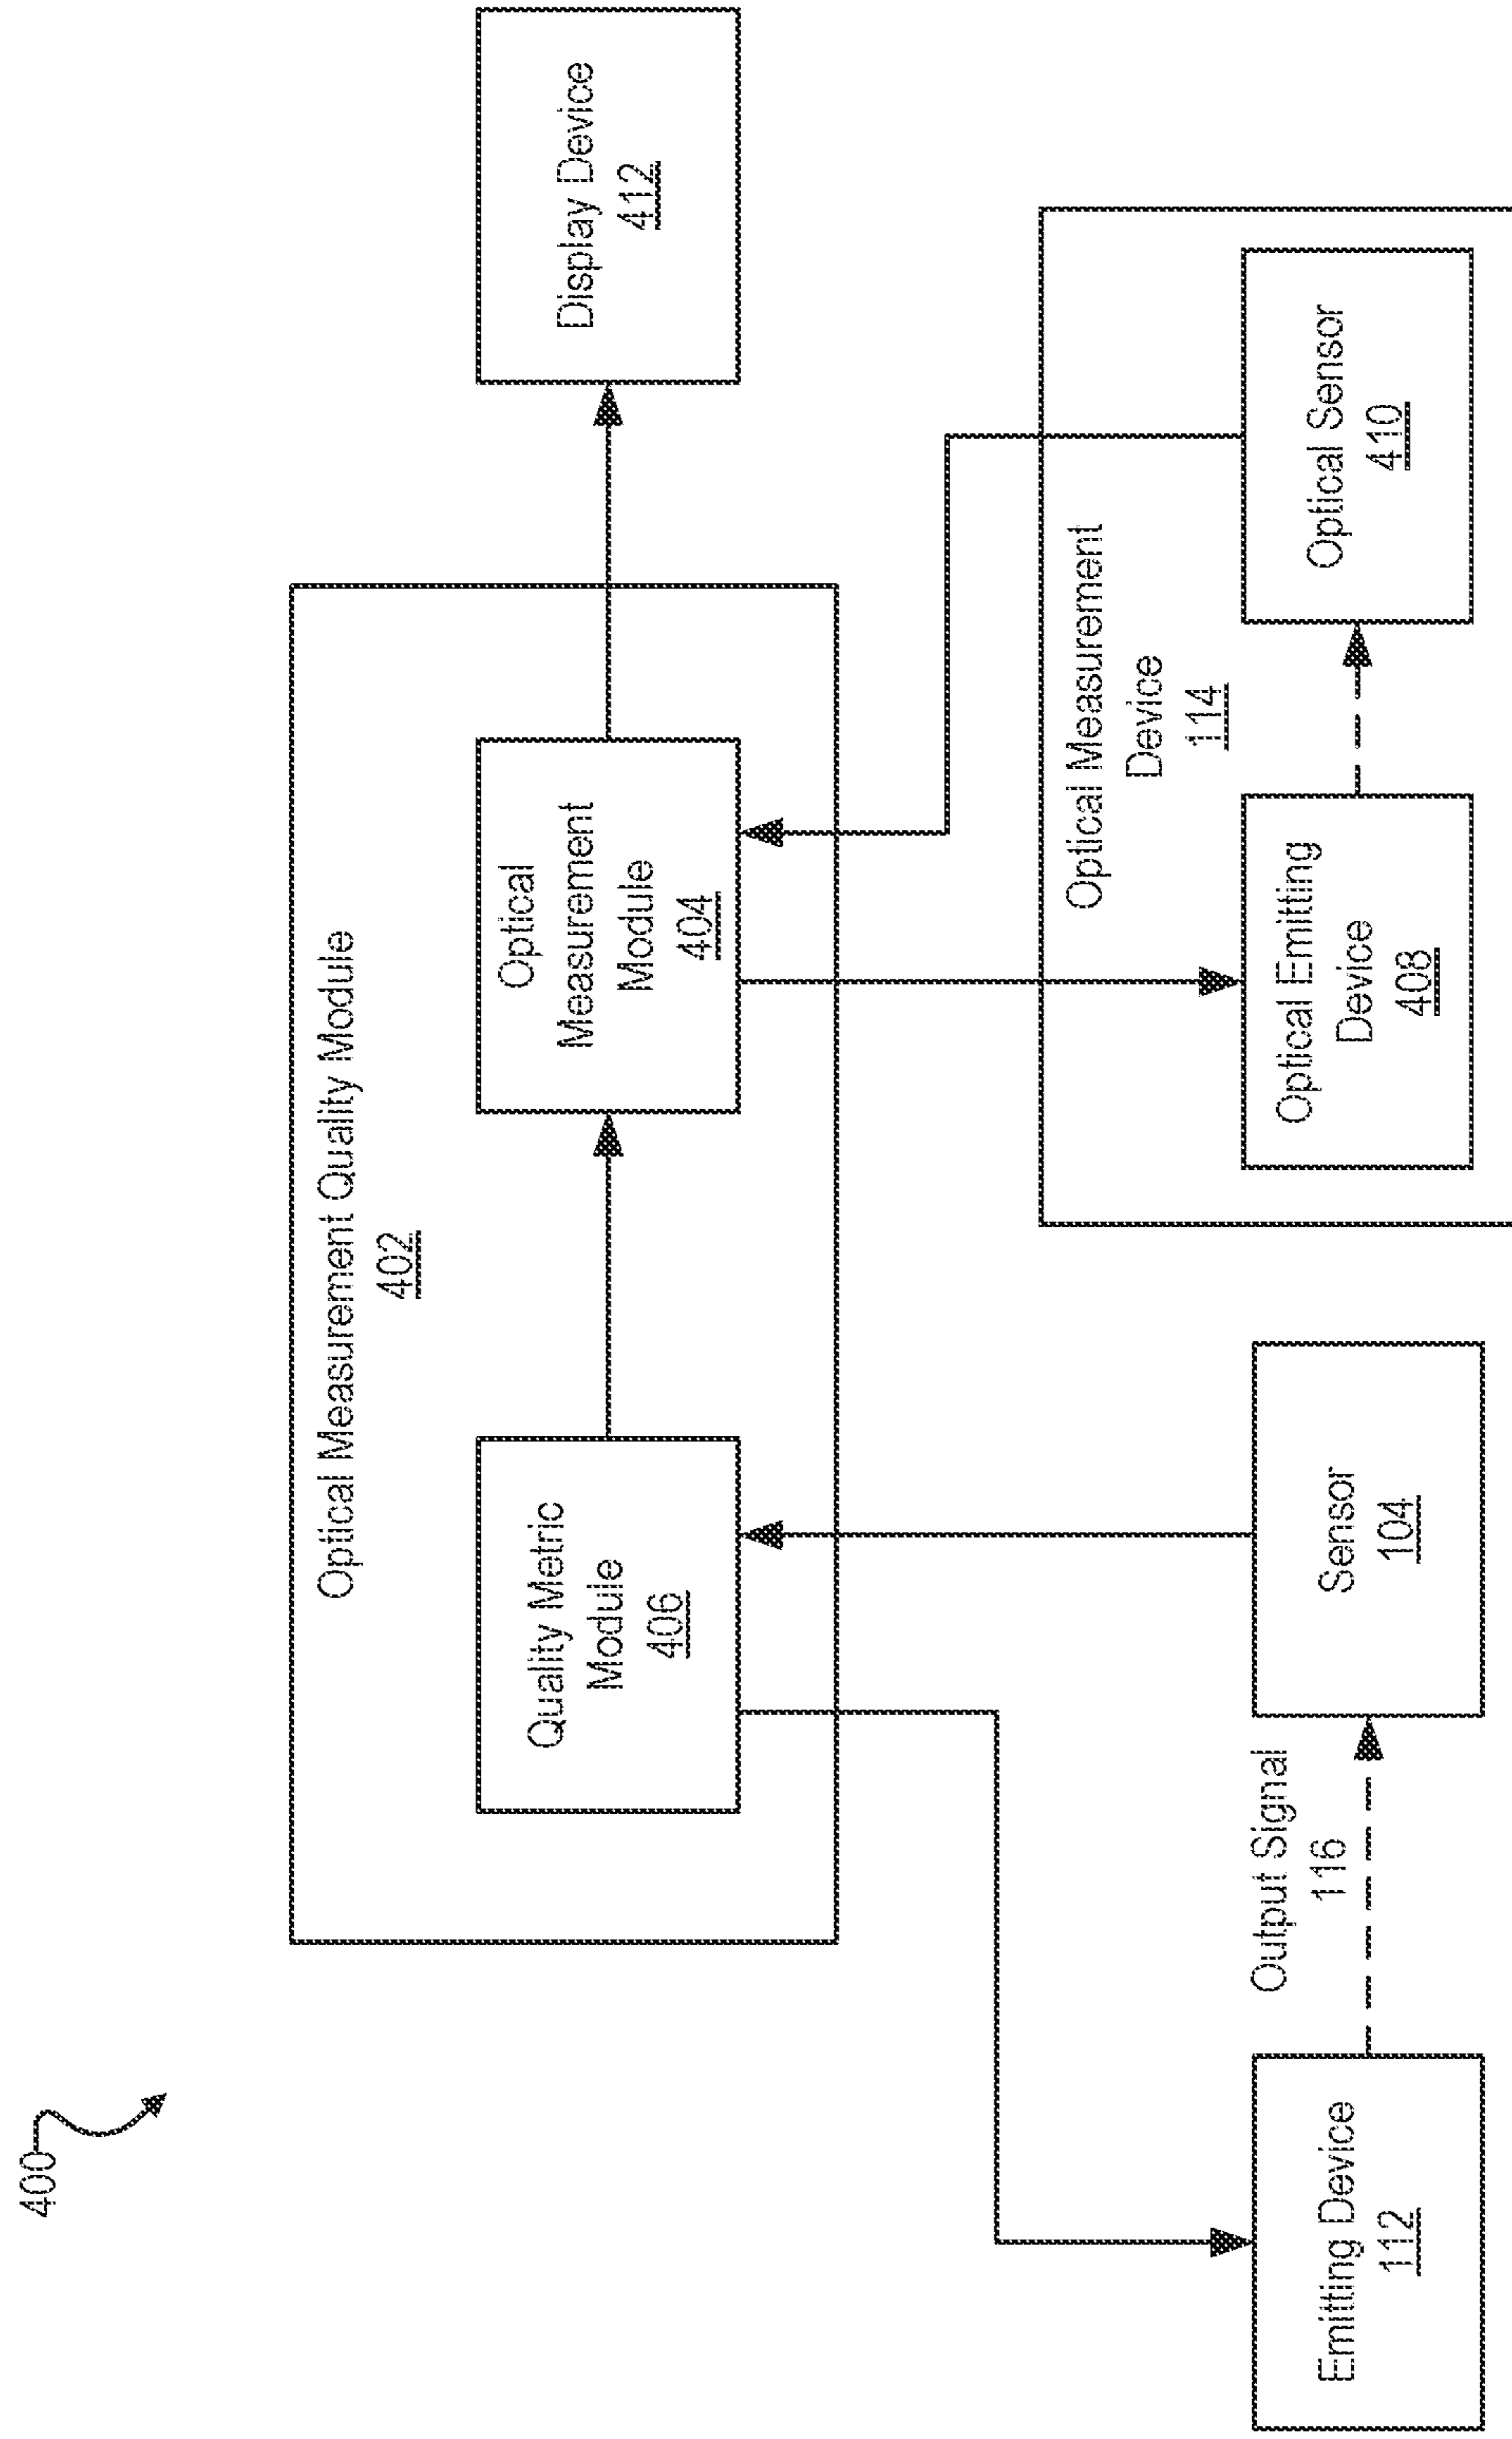 400
Optical Measurement Quality Module
402
Quality Metric
Module
406
Optical
Measurement
Module
404
Display Device
412
Emitting Device
112
Output Signal
116
Sensor
104
Optical Measurement
Device
114
Optical Emitting
Device
408
Optical Sensor
410